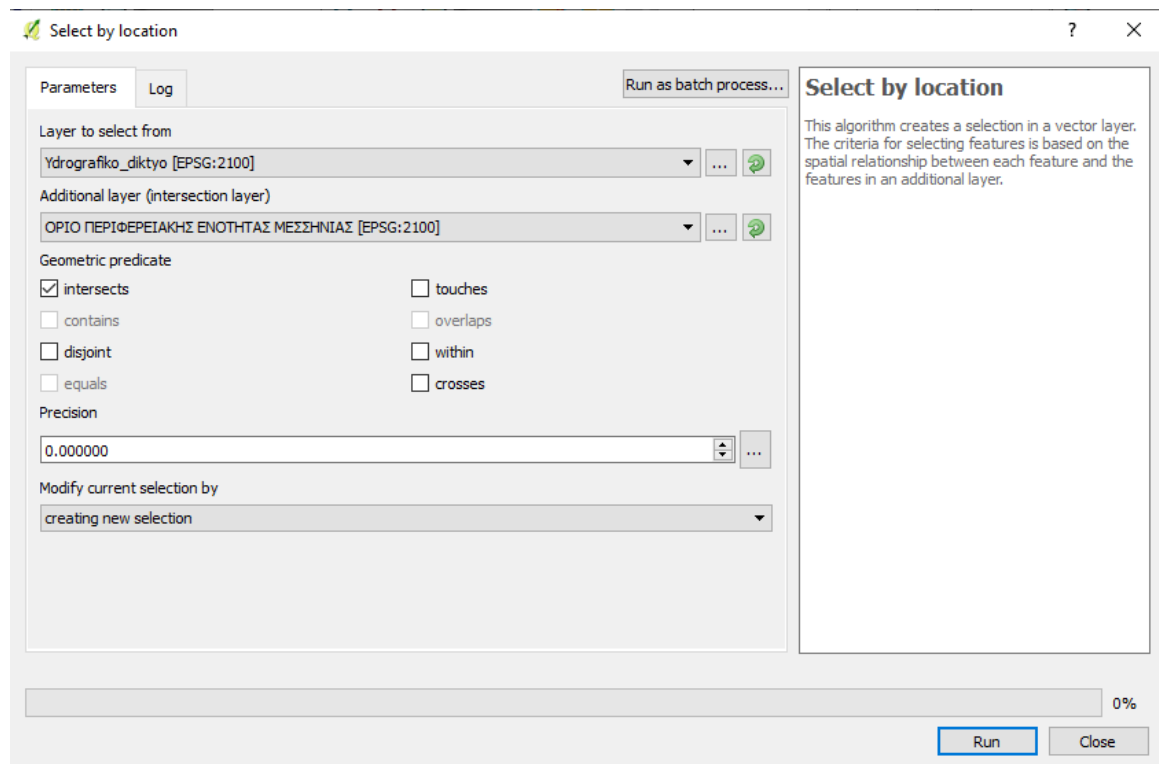 Select by location
?
Parameters
Log
Run as batch process...
Layer to select from
Ydrografiko_diktyo [EPSG:2100]
...
Additional layer (intersection layer)
ΟΡΙΟ ΠΕΡΙΦΕΡΕΙΑΚΗΣ ΕΝΟΤΗΤΑΣ ΜΕΣΣΗΝΙΑΣ [EPSG:2100]
...
Geometric predicate
intersects
touches
contains
overlaps
disjoint
within
equals
crosses
Precision
0.000000
...
Modify current selection by
creating new selection
Select by location
This algorithm creates a selection in a vector layer.
The criteria for selecting features is based on the
spatial relationship between each feature and the
features in an additional layer.
0%
Run
Close